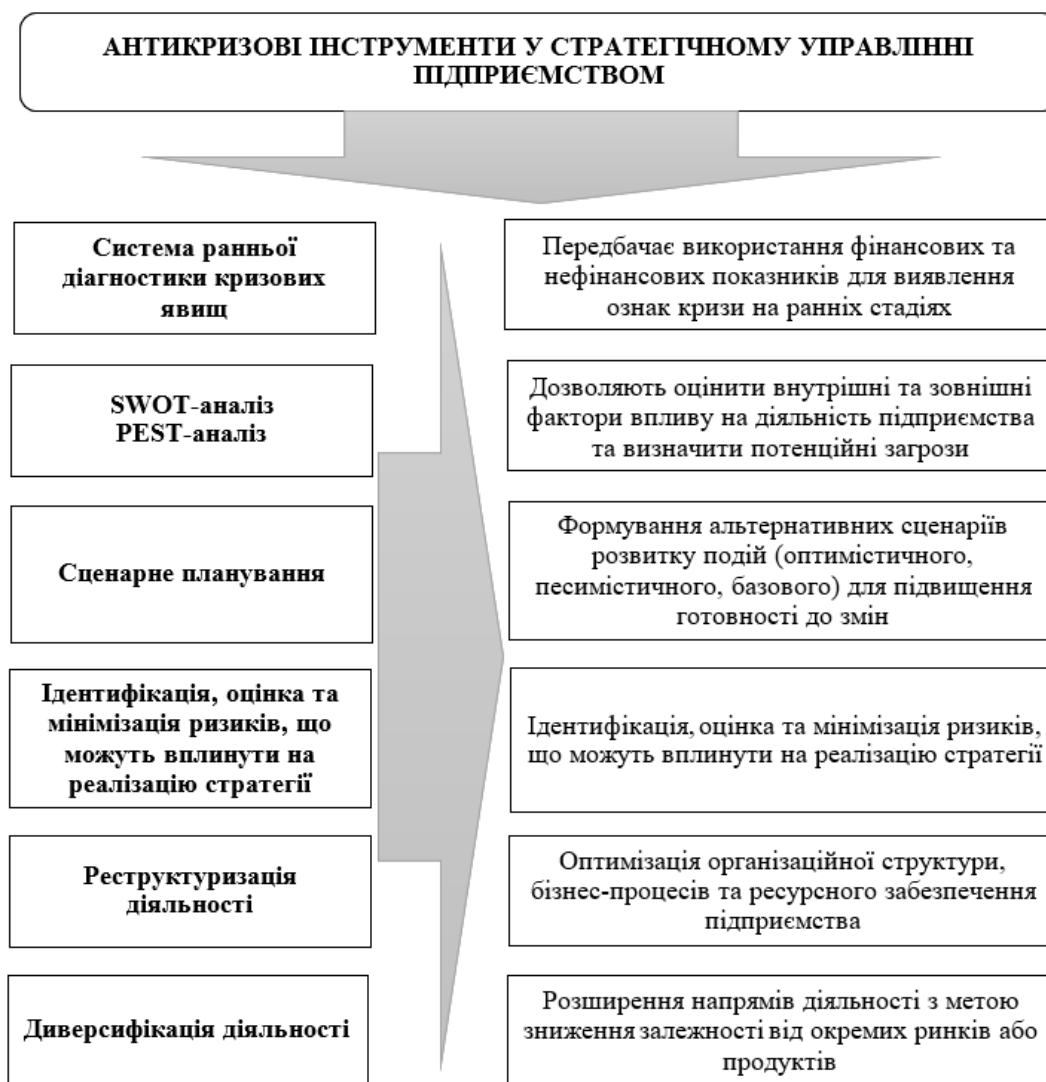 АНТИКРИЗОВІ ІНСТРУМЕНТИ У СТРАТЕГІЧНОМУ УПРАВЛІННІ
ПІДПРИЄМСТВОМ
Система ранньої
діагностики кризових
явищ
Передбачає використання фінансових та
нефінансових показників для виявлення
ознак кризи на ранніх стадіях
SWOT-аналіз
PEST-аналіз
Дозволяють оцінити внутрішні та зовнішні
фактори впливу на діяльність підприємства
та визначити потенційні загрози
Сценарне планування
Формування альтернативних сценаріїв
розвитку подій (оптимістичного,
песимістичного, базового) для підвищення
готовності до змін
Ідентифікація, оцінка та
мінімізація ризиків, що
можуть вплинути на
реалізацію стратегії
Ідентифікація, оцінка та мінімізація ризиків,
що можуть вплинути на реалізацію стратегії
Реструктуризація
діяльності
Оптимізація організаційної структури,
бізнес-процесів та ресурсного забезпечення
підприємства
Диверсифікація діяльності
Розширення напрямів діяльності з метою
зниження залежності від окремих ринків або
продуктів